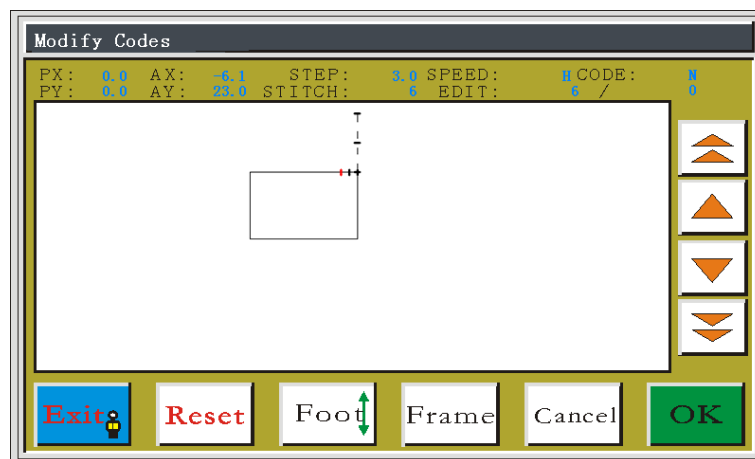 Modify Codes
PX: 0.0 AX: -6.1 STEP: 3.0 SPEED: H CODE: N
PY: 0.0 AY: 23.0 STITCH: 6 EDIT: 6 / 0
Exit Reset Foot Frame Cancel OK